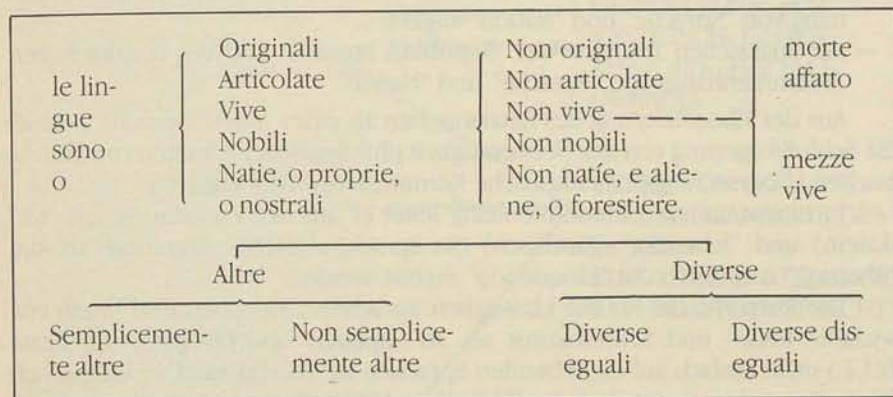 le lin-
gue
sono
o
Originali
Articolate
Vive
Nobili
Natie, o proprie,
o nostrali
Non originali
Non articolate
Non vive
Non nobili
Non natíe, e alie-
ne, o forestiere,
morte
affatto
mezze
vive
Altre
Diverse
Semplicemen-
te altre
Non semplice-
mente altre
Diverse
eguali
Diverse dis-
eguali